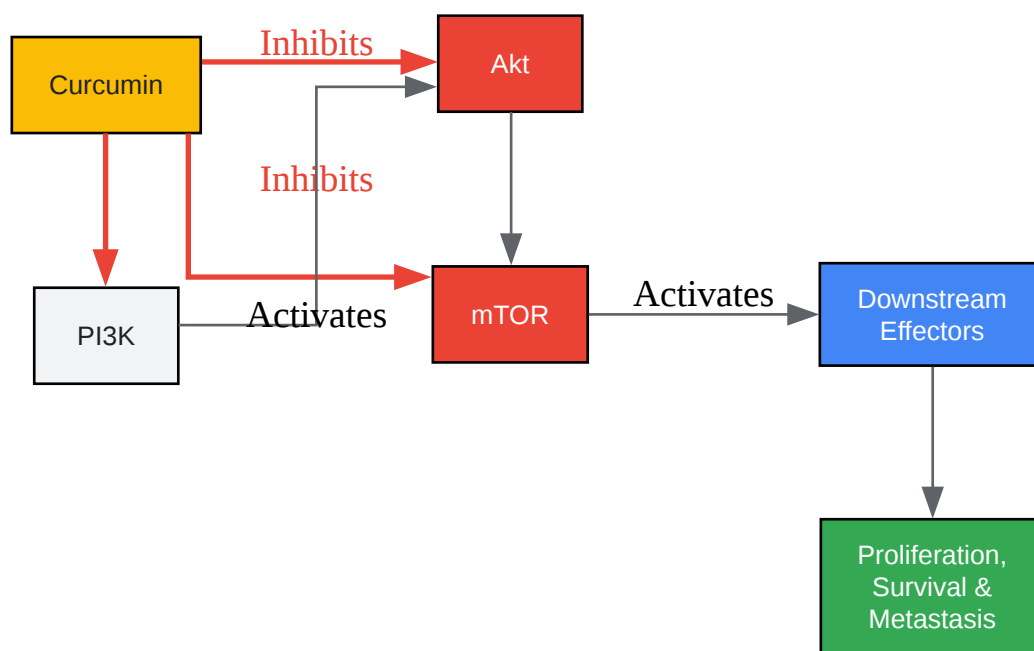 Inhibits
Curcumin
Akt
Inhibits
PI3K
Activates
mTOR
Activates
Downstream
Effectors
Proliferation,
Survival &
Metastasis